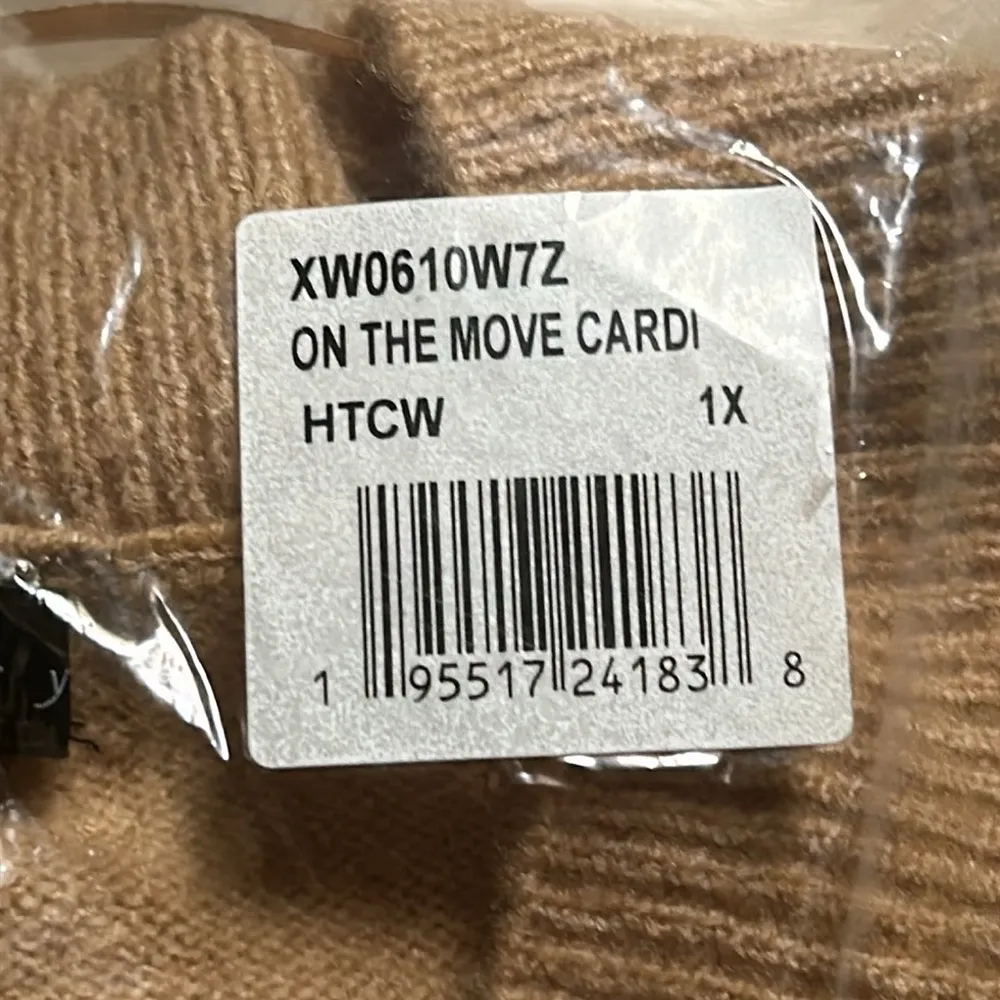 XW0610W7Z
ON THE MOVE CARDI
HTCW 1X
1 95517 24183 8
y